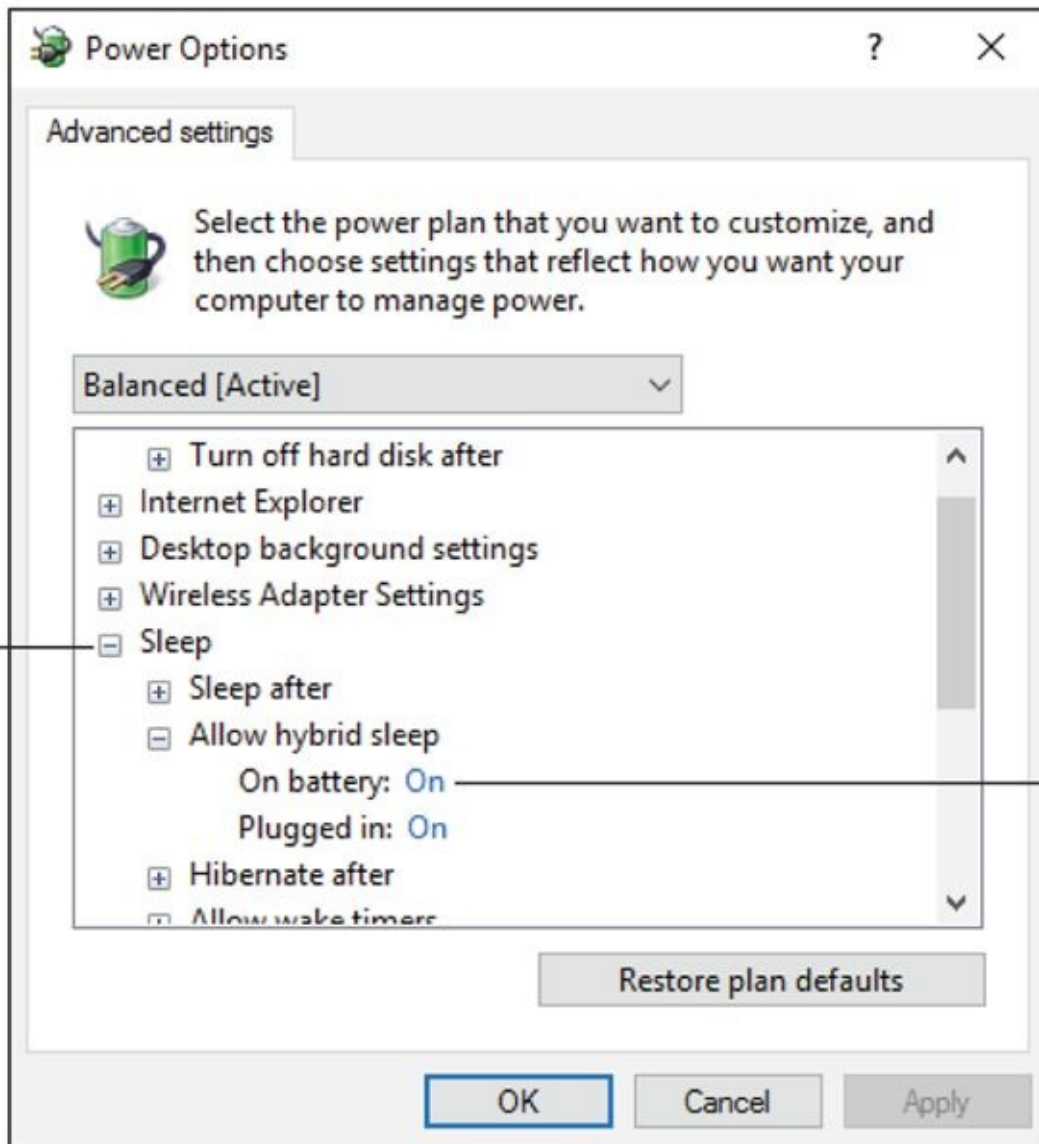 Power Options
?
Advanced settings
Select the power plan that you want to customize, and
then choose settings that reflect how you want your
computer to manage power.
Balanced [Active]
Turn off hard disk after
Internet Explorer
Desktop background settings
Wireless Adapter Settings
Sleep
Sleep after
Allow hybrid sleep
On battery: On
Plugged in: On
Hibernate after
Allow wake timers
Restore plan defaults
OK Cancel Apply